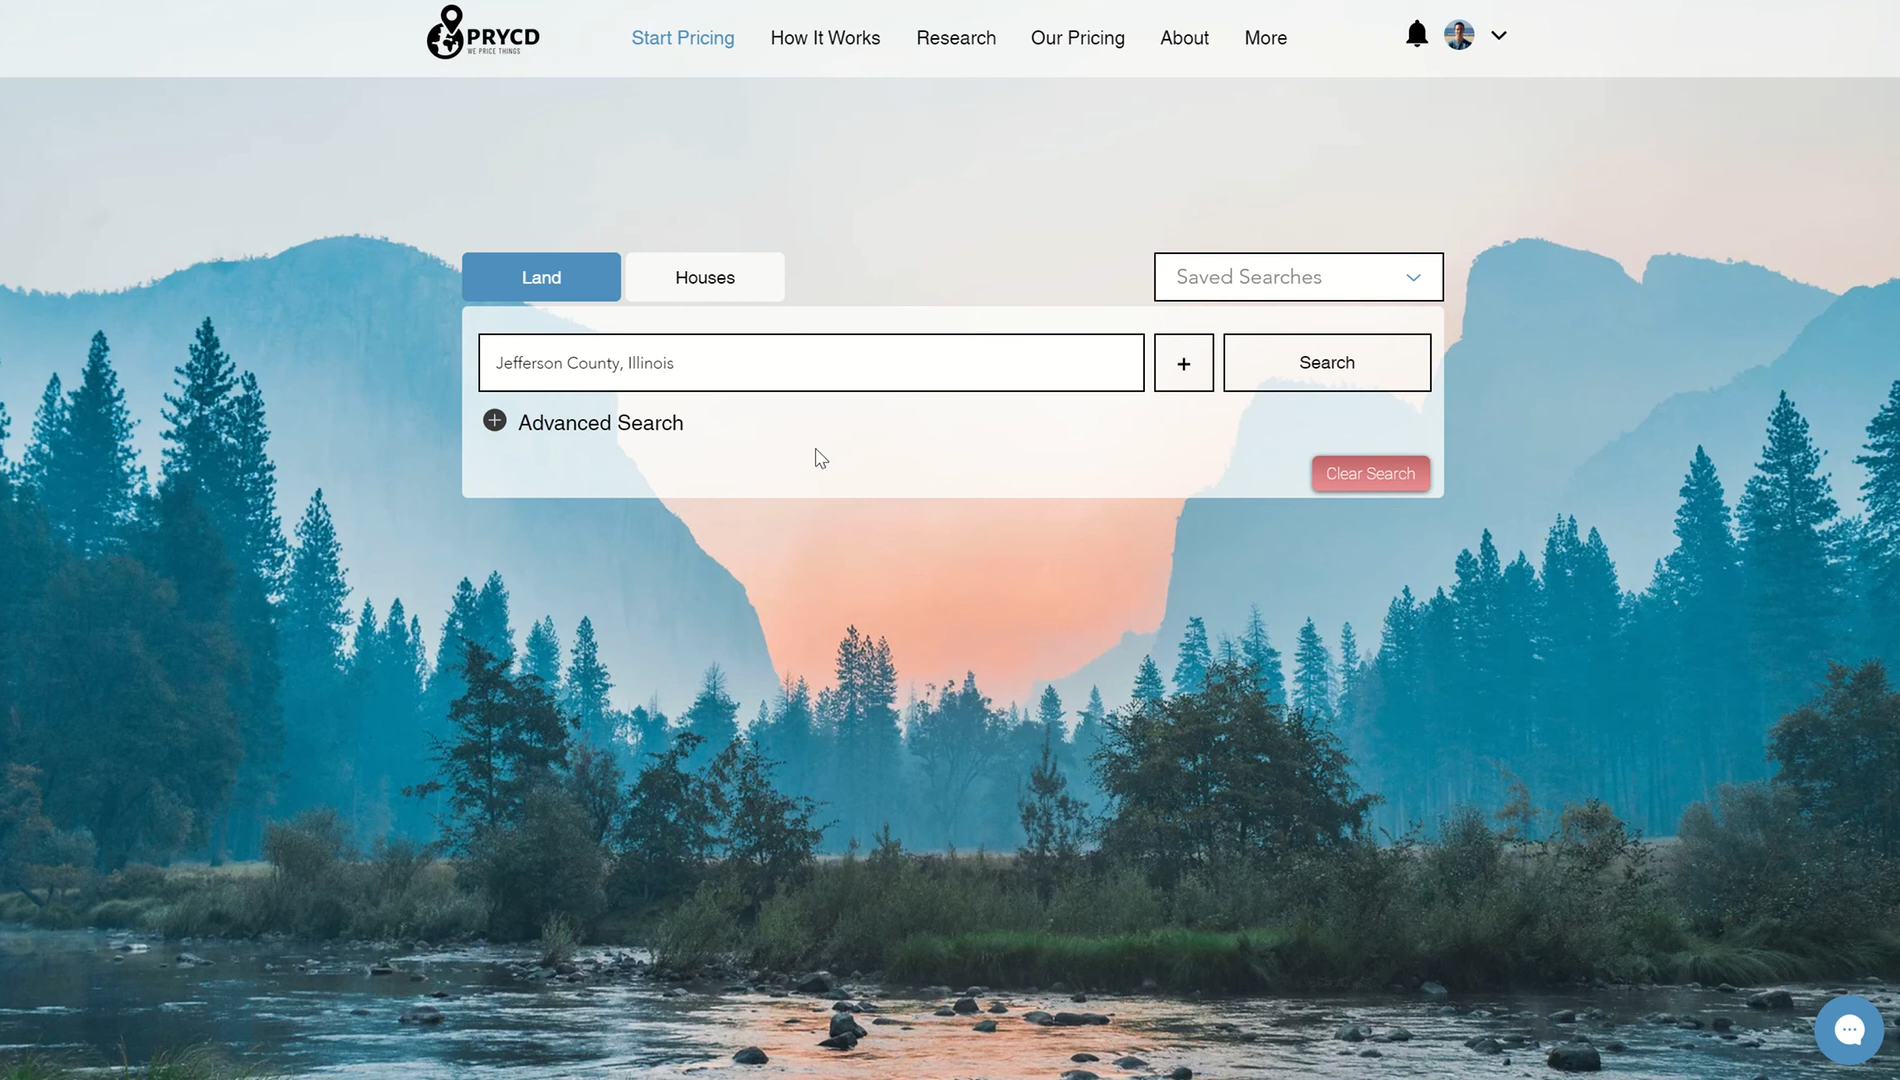 PRYCD
WE PRICE THINGS
Start Pricing
How It Works
Research
Our Pricing
About
More
Land
Houses
Saved Searches
Jefferson County, Illinois
+
Search
Advanced Search
Clear Search